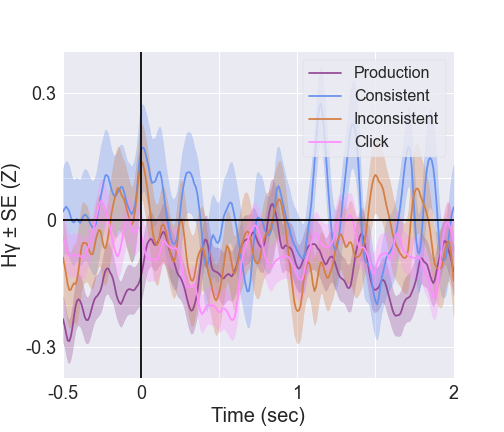 Hγ ± SE (Z)
0.3
0
-0.3
Production
Consistent
Inconsistent
Click
-0.5 0 1 2
Time (sec)